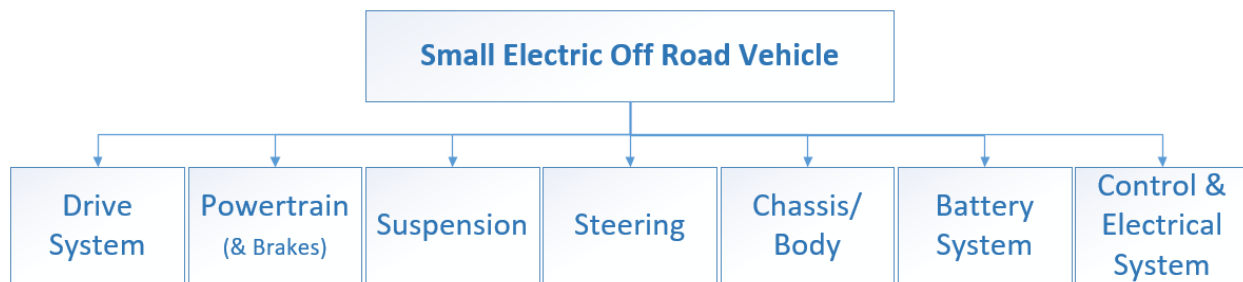 Small Electric Off Road Vehicle
Drive
System
Powertrain
(& Brakes)
Suspension
Steering
Chassis/
Body
Battery
System
Control &
Electrical
System